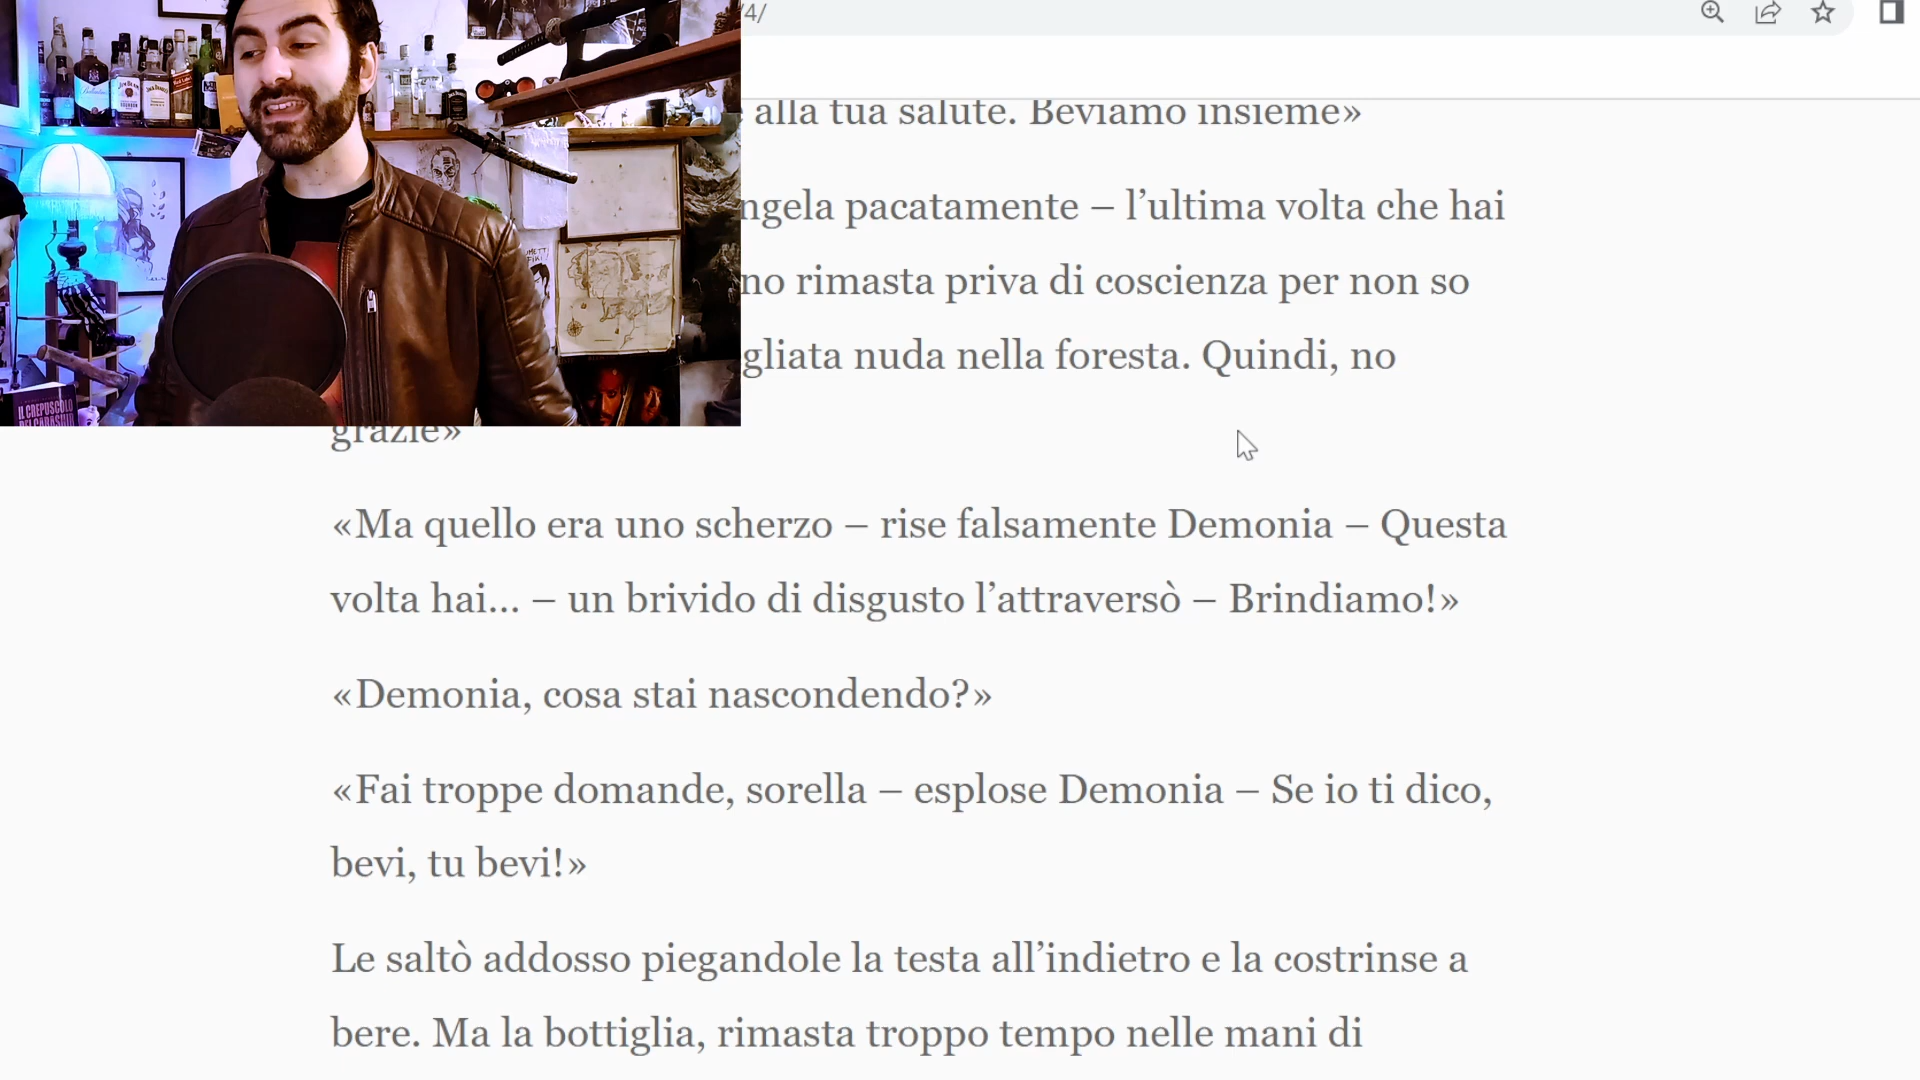 /4/
alla tua salute. Beviamo insieme»
ngela pacatamente – l’ultima volta che hai
no rimasta priva di coscienza per non so
gliata nuda nella foresta. Quindi, no
grazie»
«Ma quello era uno scherzo – rise falsamente Demonia – Questa
volta hai... – un brivido di disgusto l’attraversò – Brindiamo!»
«Demonia, cosa stai nascondendo?»
«Fai troppe domande, sorella – esplose Demonia – Se io ti dico,
bevi, tu bevi!»
Le saltò addosso piegandole la testa all’indietro e la costrinse a
bere. Ma la bottiglia, rimasta troppo tempo nelle mani di
IL CREPUSCOLO